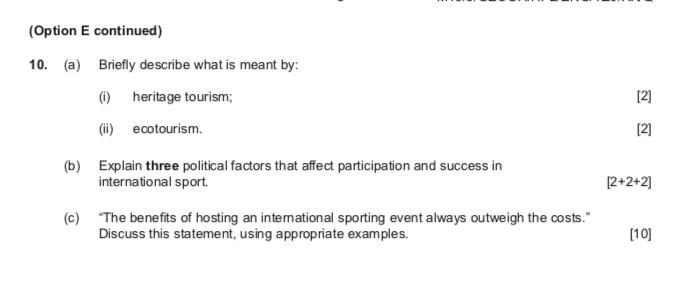 (Option E continued)
10. (a) Briefly describe what is meant by:
(i) heritage tourism; [2]
(ii) ecotourism. [2]
(b) Explain three political factors that affect participation and success in
international sport. [2+2+2]
(c) “The benefits of hosting an international sporting event always outweigh the costs.”
Discuss this statement, using appropriate examples. [10]